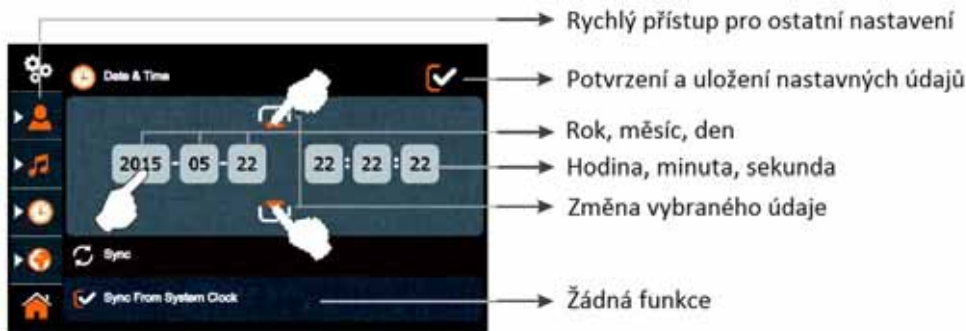 Rychlý přístup pro ostatní nastavení
Date & Time
Potvrzení a uložení nastavných údajů
Rok, měsíc, den
2015 - 05 - 22 22 : 22 : 22
Hodina, minuta, sekunda
Změna vybraného údaje
Sync
Sync From System Clock
Žádná funkce